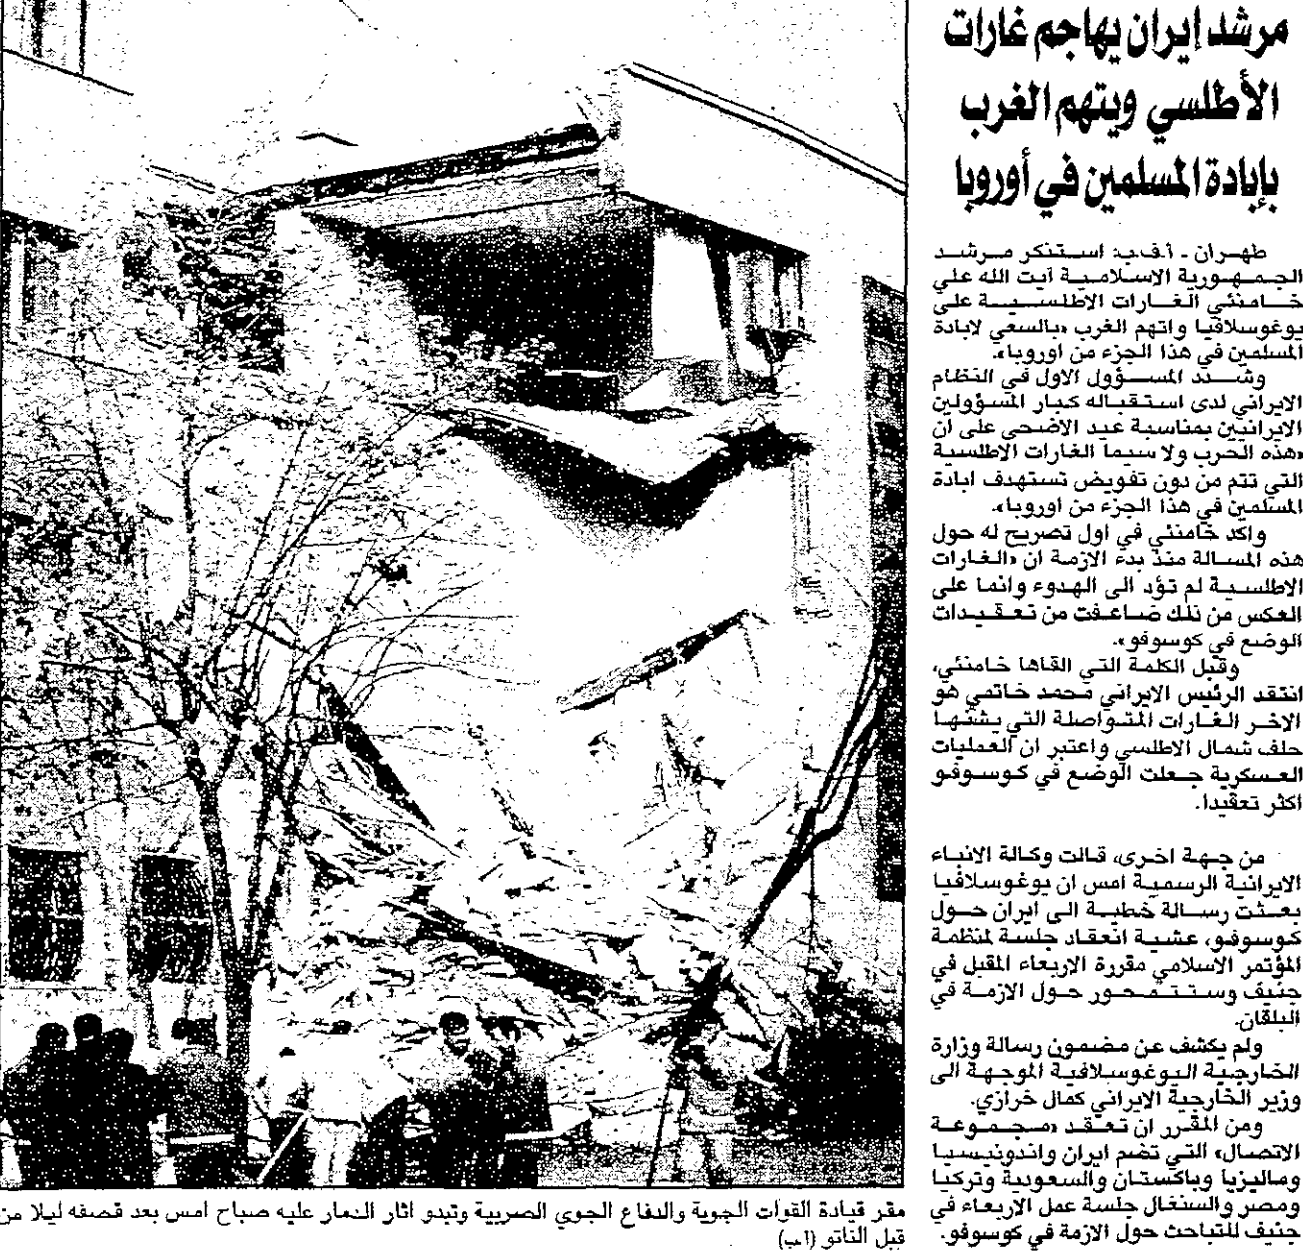 مرشد إيران يهاجم غارات
الأطلسي ويتهم الغرب
بإبادة المسلمين في أوروبا
طهران - أ.ف.ب: استنكر مرشد
الجمهورية الاسلامية آيت الله علي
خامنئي الغارات الاطلسية على
يوغوسلافيا واتهم الغرب «بالسعي لابادة
المسلمين في هذا الجزء من اوروبا».
وشدد المسؤول الاول في النظام
الايراني لدى استقباله كبار المسؤولين
الايرانيين بمناسبة عيد الاضحى على ان
«هذه الحرب ولا سيما الغارات الاطلسية
التي تتم من دون تفويض تستهدف ابادة
المسلمين في هذا الجزء من اوروبا».
واكد خامنئي في اول تصريح له حول
هذه المسالة منذ بدء الازمة ان «الغارات
الاطلسية لم تؤد الى الهدوء وانما على
العكس من ذلك ضاعفت من تعقيدات
الوضع في كوسوفو».
وقبل الكلمة التي القاها خامنئي،
انتقد الرئيس الايراني محمد خاتمي هو
الاخر الغارات المتواصلة التي يشنها
حلف شمال الاطلسي واعتبر ان العمليات
العسكرية جعلت الوضع في كوسوفو
اكثر تعقيدا.
من جهة اخرى، قالت وكالة الانباء
الايرانية الرسمية امس ان يوغوسلافيا
بعثت رسالة خطية الى ايران حول
كوسوفو، عشية انعقاد جلسة لمنظمة
المؤتمر الاسلامي مقررة الاربعاء المقبل في
جنيف وستتمحور حول الازمة في
البلقان.
ولم يكشف عن مضمون رسالة وزارة
الخارجية اليوغوسلافية الموجهة الى
وزير الخارجية الايراني كمال خرازي.
ومن المقرر ان تعقد «مجموعة
الاتصال» التي تضم ايران واندونيسيا
وماليزيا وباكستان والسعودية وتركيا
ومصر والسنغال جلسة عمل الاربعاء في
جنيف للتباحث حول الازمة في كوسوفو.
مقر قيادة القوات الجوية والدفاع الجوي الصربية وتبدو اثار الدمار عليه صباح امس بعد قصفه ليلا من
قبل الناتو (ا ب)